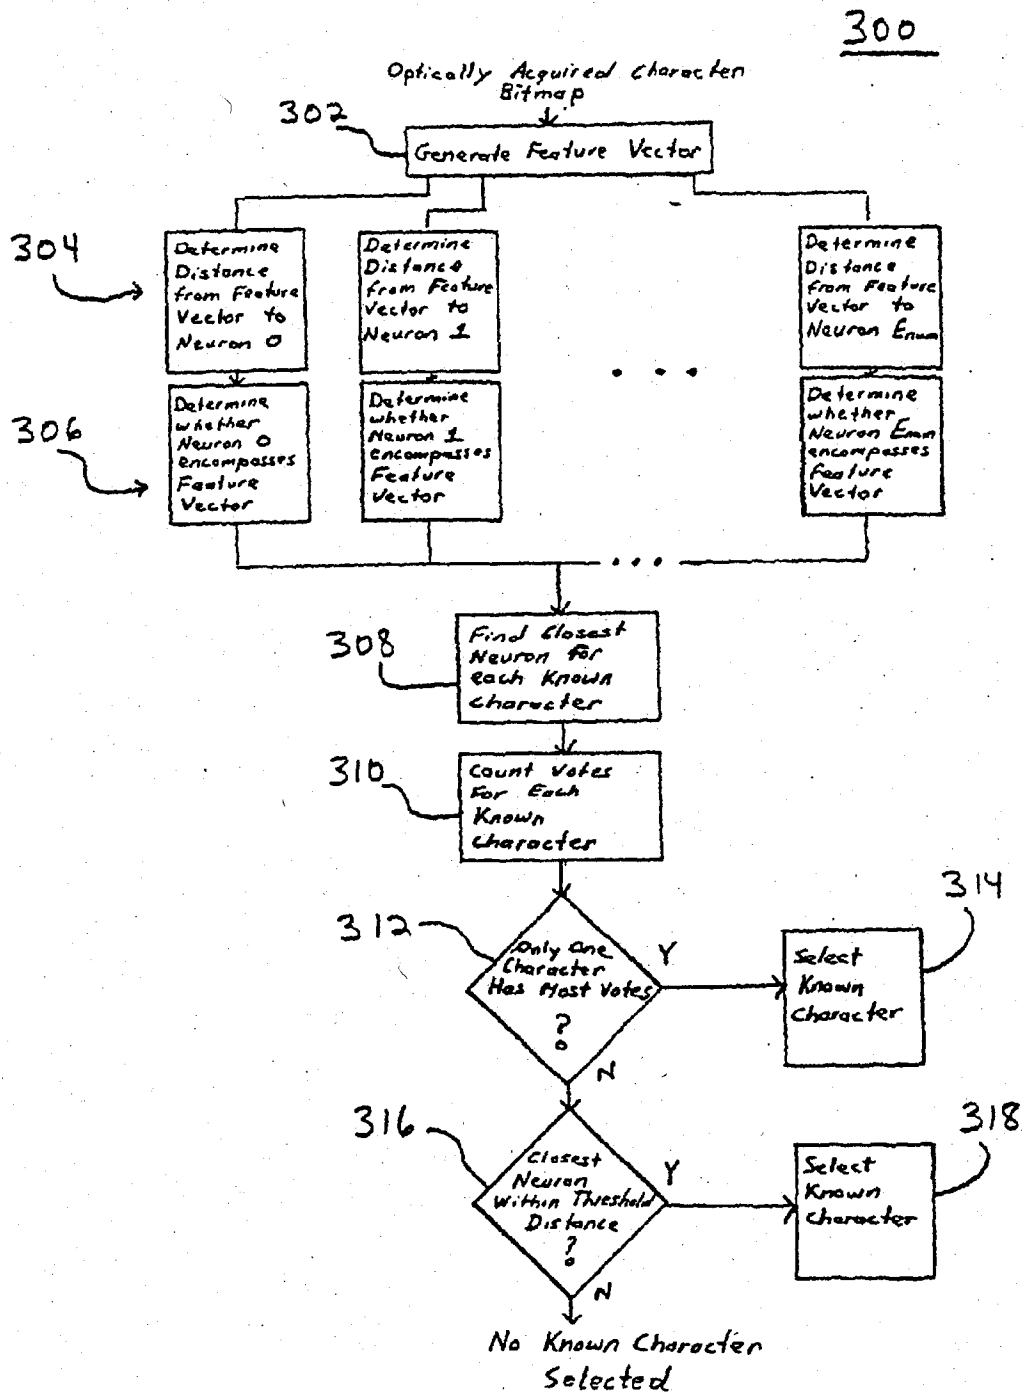 300
Optically Acquired Character
Bitmap
302
Generate Feature Vector
304
Determine
Distance
from Feature
Vector to
Neuron 0
Determine
Distance
from Feature
Vector to
Neuron 1
Determine
Distance
from Feature
Vector to
Neuron Enum
. . .
306
Determine
whether
Neuron 0
encompasses
Feature
Vector
Determine
whether
Neuron 1
encompasses
Feature
Vector
Determine
whether
Neuron Enum
encompasses
Feature
Vector
...
308
Find Closest
Neuron for
each Known
Character
310
Count Votes
For Each
Known
Character
312
Only One
Character
Has Most Votes
?
Y
N
314
Select
Known
Character
316
Closest
Neuron
Within Threshold
Distance
?
Y
N
318
Select
Known
Character
No Known Character
Selected